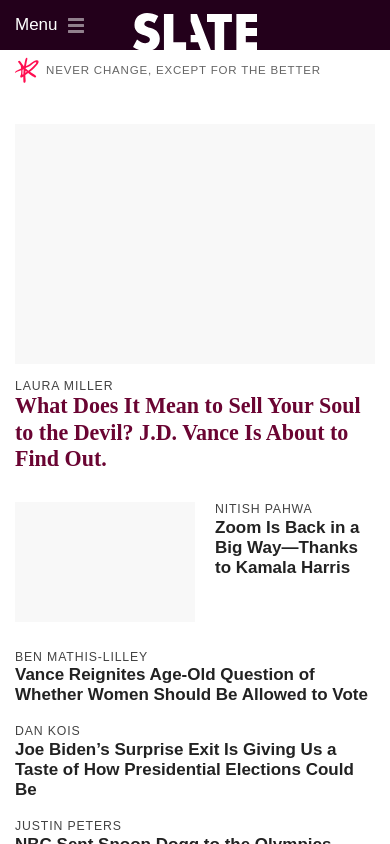 Menu
SLATE
NEVER CHANGE, EXCEPT FOR THE BETTER
LAURA MILLER
What Does It Mean to Sell Your Soul
to the Devil? J.D. Vance Is About to
Find Out.
NITISH PAHWA
Zoom Is Back in a
Big Way—Thanks
to Kamala Harris
BEN MATHIS-LILLEY
Vance Reignites Age-Old Question of
Whether Women Should Be Allowed to Vote
DAN KOIS
Joe Biden’s Surprise Exit Is Giving Us a
Taste of How Presidential Elections Could
Be
JUSTIN PETERS
NBC Sent Snoop Dogg to the Olympics